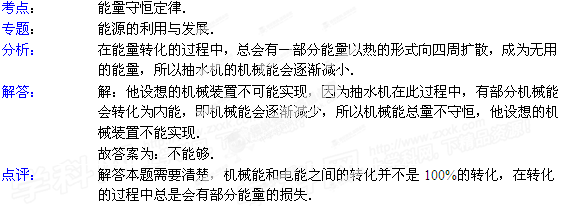 考点： 能量守恒定律．
专题： 能源的利用与发展．
分析： 在能量转化的过程中，总会有一部分能量以热的形式向四周扩散，成为无用
的能量，所以抽水机的机械能会逐渐减小．
解答： 解：他设想的机械装置不可能实现，因为抽水机在此过程中，有部分机械能
会转化为内能，即机械能会逐渐减少，所以机械能总量不守恒，他设想的机
械装置不能实现．
故答案为：不能够．
点评： 解答本题需要清楚，机械能和电能之间的转化并不是 100%的转化，在转化
的过程中总是会有部分能量的损失．